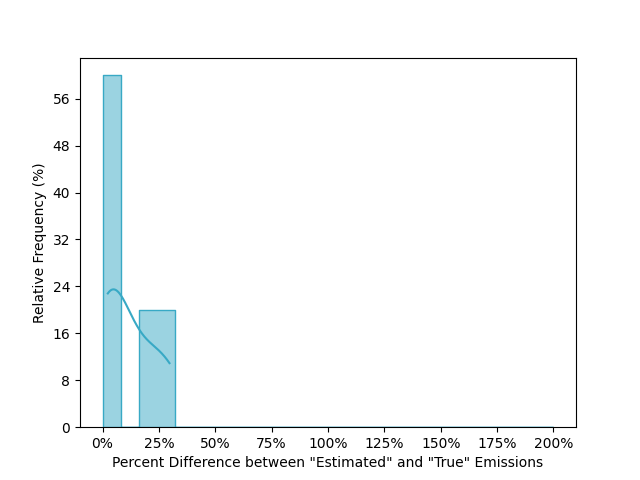 56
48
40
32
24
16
8
0
Relative Frequency (%)
0% 25% 50% 75% 100% 125% 150% 175% 200%
Percent Difference between "Estimated" and "True" Emissions